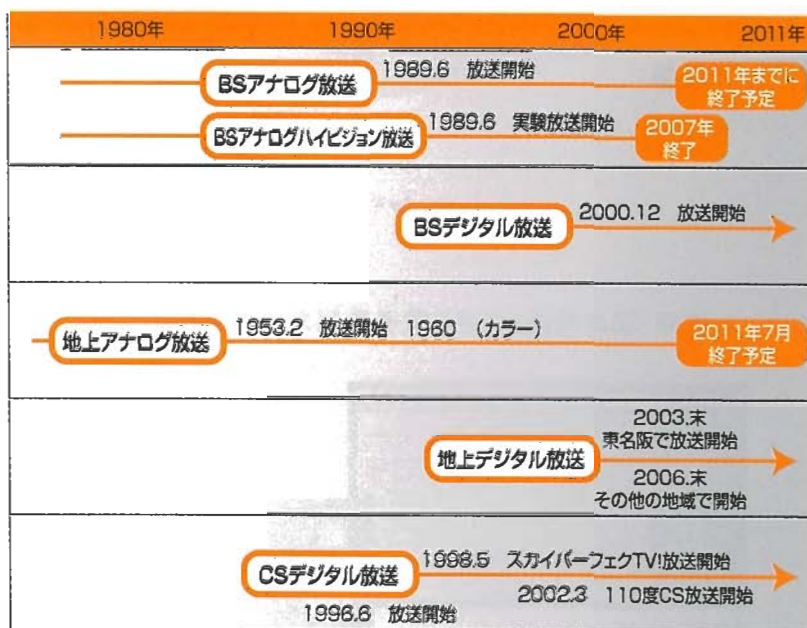 1980年 1990年 2000年 2011年
BSアナログ放送 1989.6 放送開始 2011年までに
終了予定
BSアナログハイビジョン放送 1989.6 実験放送開始 2007年
終了
BSデジタル放送 2000.12 放送開始
地上アナログ放送 1953.2 放送開始 1960 (カラー) 2011年7月
終了予定
地上デジタル放送 2003.末
東名阪で放送開始
2006.末
その他の地域で開始
CSデジタル放送 1998.5 スカイパーフェクTV!放送開始
2002.3 110度CS放送開始
1996.6 放送開始